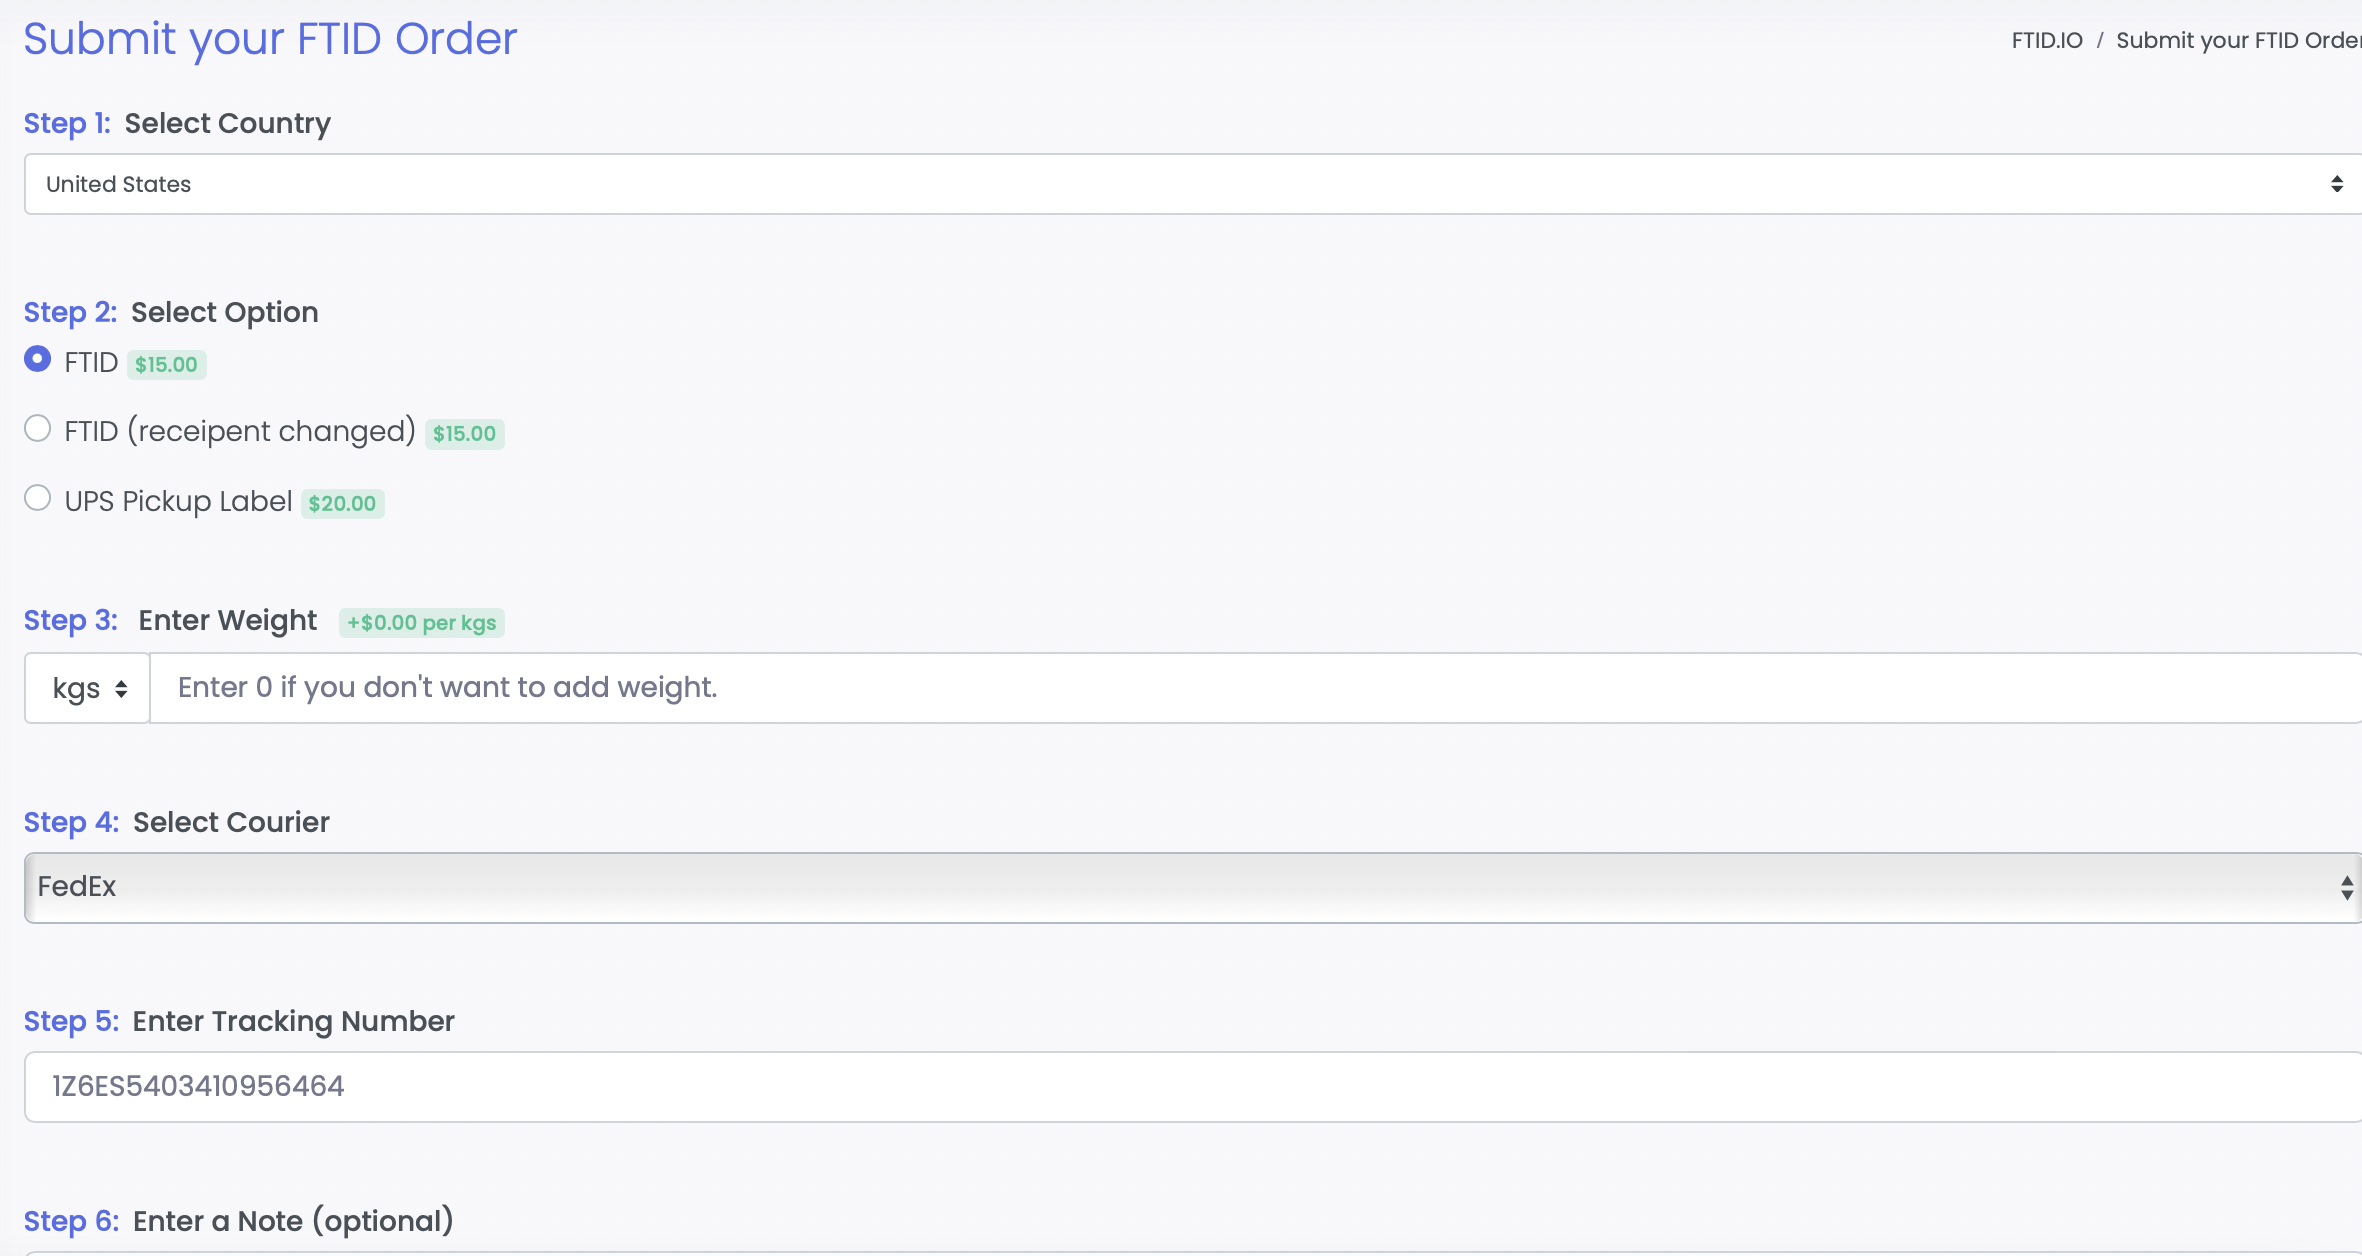 Submit your FTID Order
FTID.IO / Submit your FTID Order
Step 1: Select Country
United States
Step 2: Select Option
FTID $15.00
FTID (receipent changed) $15.00
UPS Pickup Label $20.00
Step 3: Enter Weight +$0.00 per kgs
kgs Enter 0 if you don't want to add weight.
Step 4: Select Courier
FedEx
Step 5: Enter Tracking Number
1Z6ES5403410956464
Step 6: Enter a Note (optional)